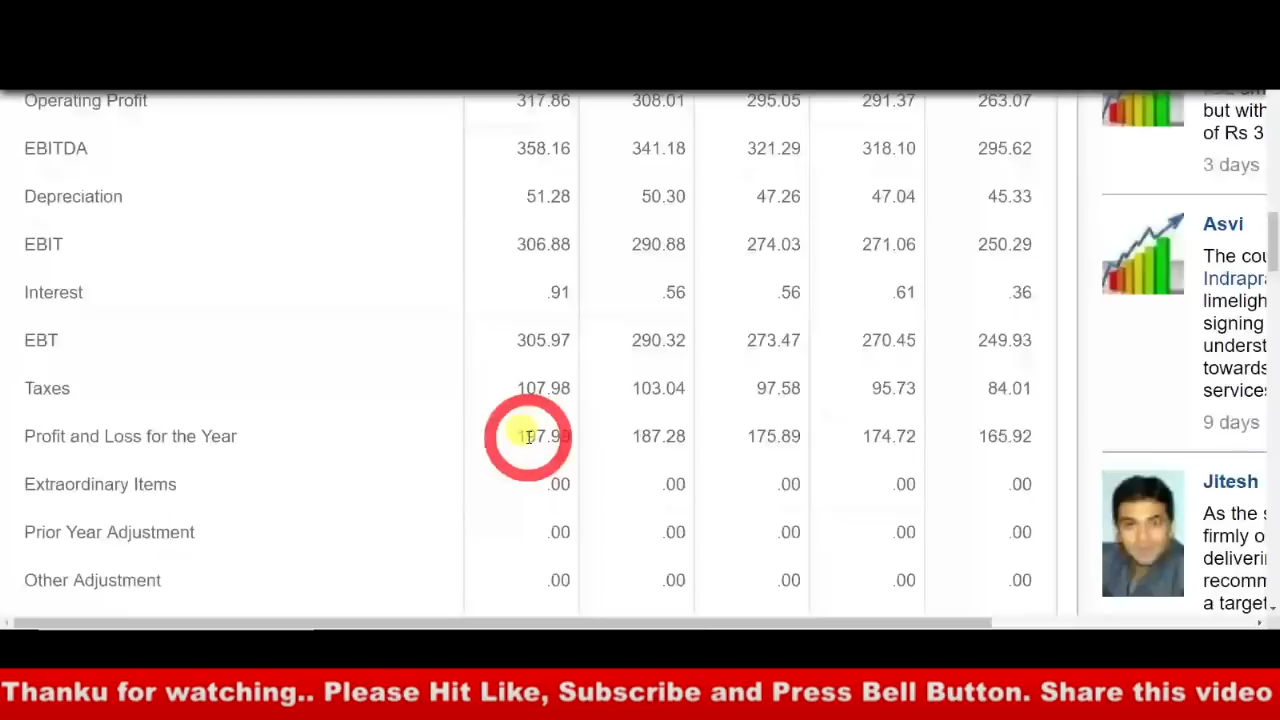 Operating Profit 317.86 308.01 295.05 291.37 263.07
EBITDA 358.16 341.18 321.29 318.10 295.62
Depreciation 51.28 50.30 47.26 47.04 45.33
EBIT 306.88 290.88 274.03 271.06 250.29
Interest .91 .56 .56 .61 .36
EBT 305.97 290.32 273.47 270.45 249.93
Taxes 107.98 103.04 97.58 95.73 84.01
Profit and Loss for the Year 197.99 187.28 175.89 174.72 165.92
Extraordinary Items .00 .00 .00 .00 .00
Prior Year Adjustment .00 .00 .00 .00 .00
Other Adjustment .00 .00 .00 .00 .00
but with
of Rs 3
3 days
Asvi
The cou
Indrapra
limeligh
signing
underst
towards
services
9 days
Jitesh
As the s
firmly o
deliveri
recomm
a target
Thanku for watching.. Please Hit Like, Subscribe and Press Bell Button. Share this video